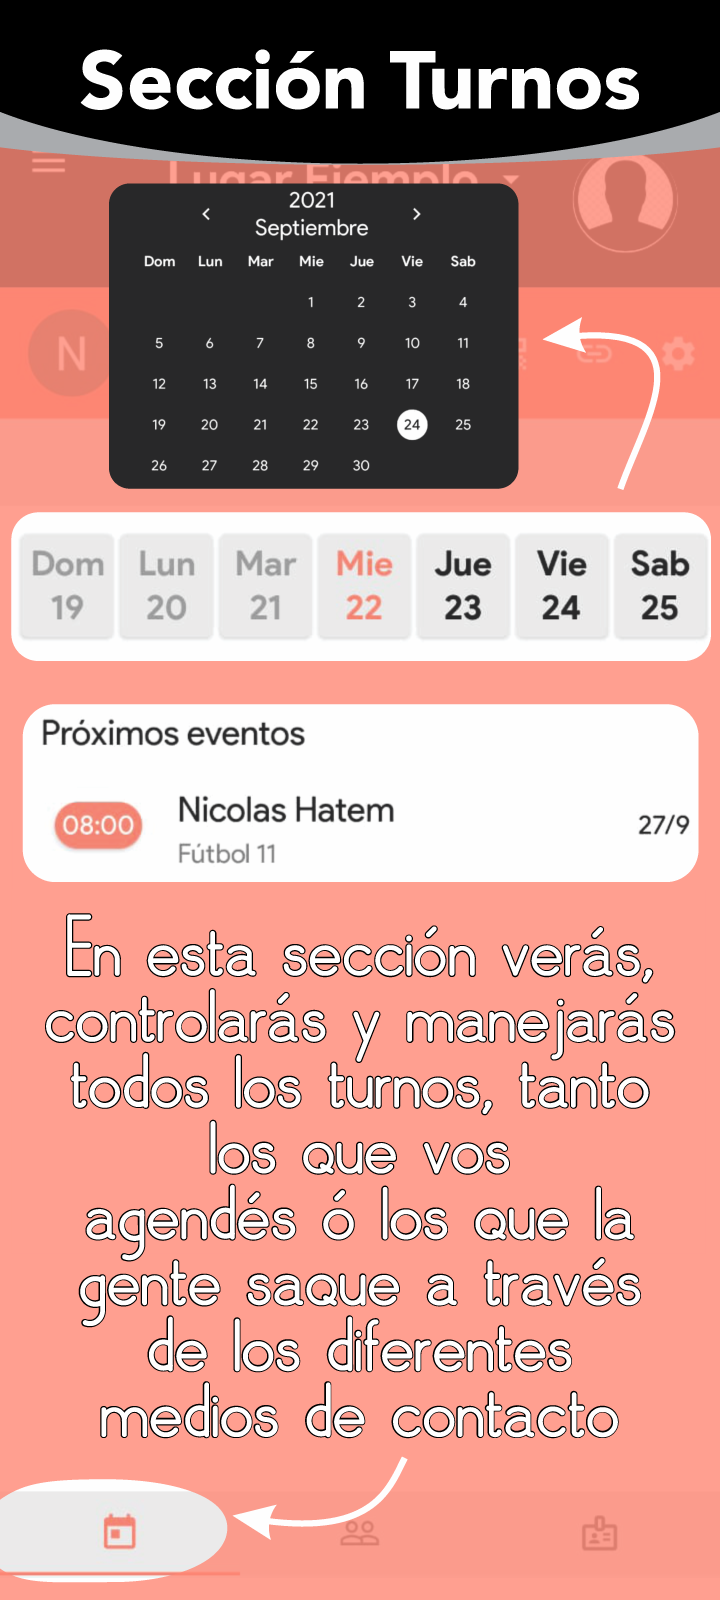 Sección Turnos
Lugar Ejemplo
2021
Septiembre
Dom Lun Mar Mie Jue Vie Sab
1 2 3 4
5 6 7 8 9 10 11
12 13 14 15 16 17 18
19 20 21 22 23 24 25
26 27 28 29 30
N
Dom Lun Mar Mie Jue Vie Sab
19 20 21 22 23 24 25
Próximos eventos
08:00 Nicolas Hatem 27/9
Fútbol 11
En esta sección verás,
controlarás y manejarás
todos los turnos, tanto
los que vos
agendés ó los que la
gente saque a través
de los diferentes
medios de contacto